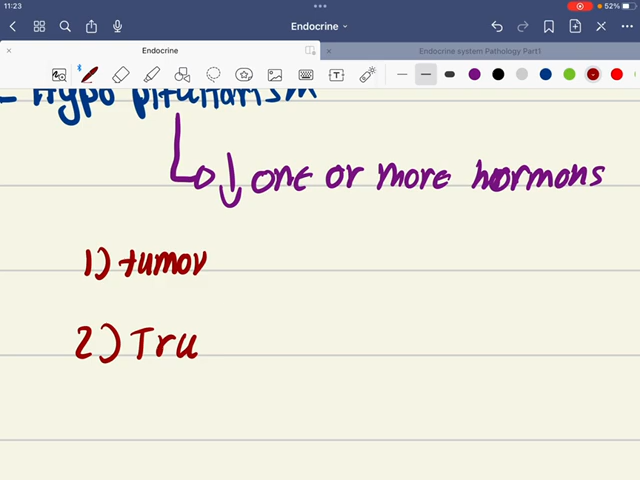 11:23
52%
Endocrine
Endocrine
Endocrine system Pathology Part1
- Hypo pituitarism
↓ one or more hormons
1) tumor
2) Tru